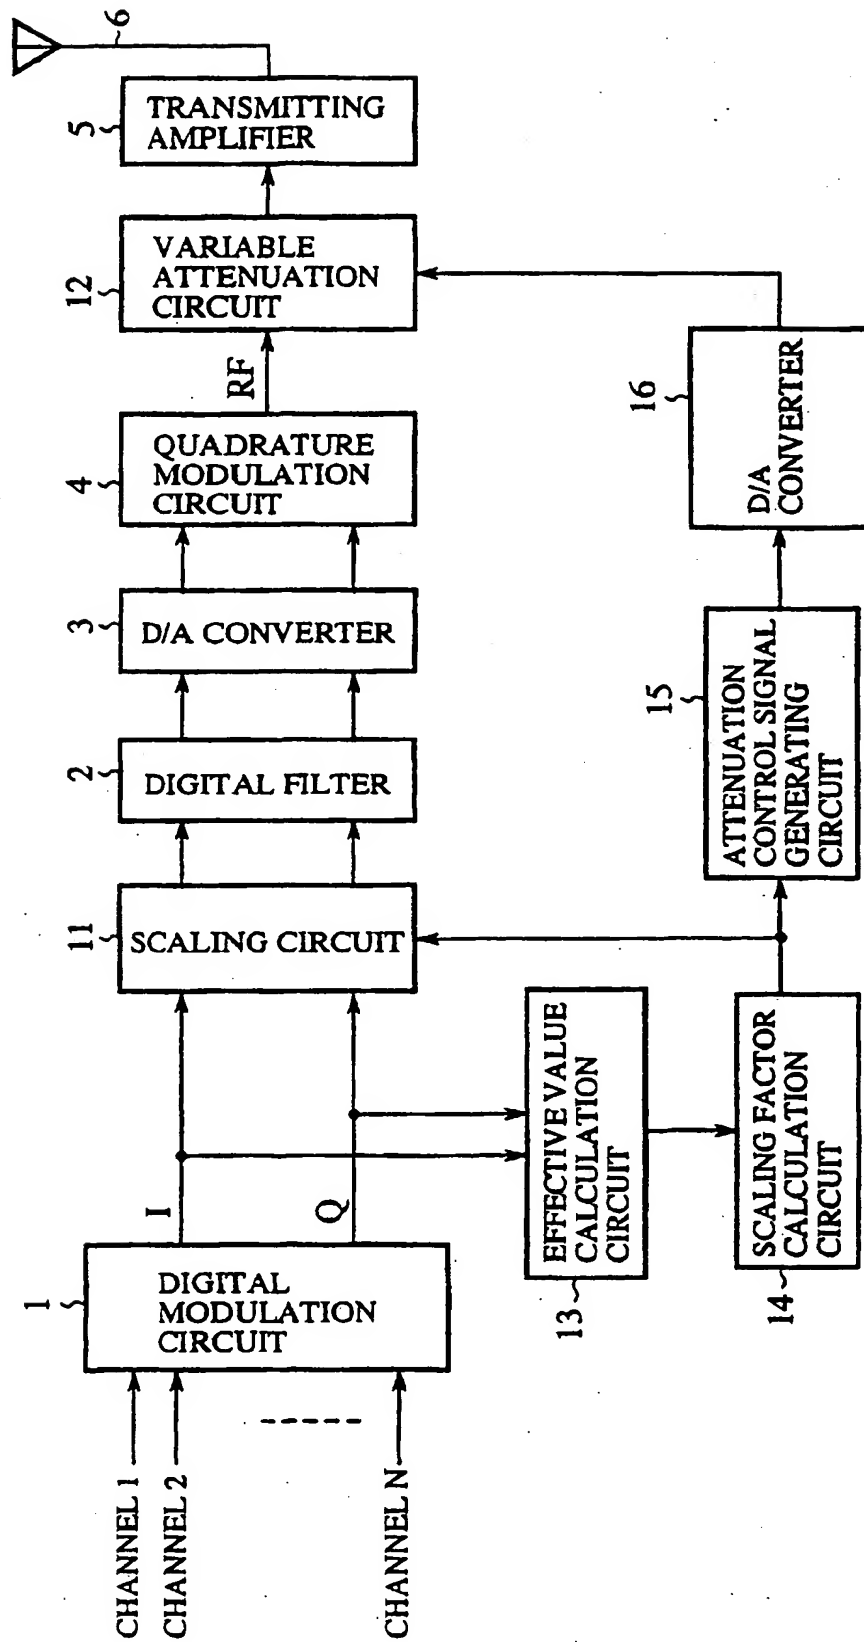 CHANNEL 1
CHANNEL 2
CHANNEL N
1
DIGITAL
MODULATION
CIRCUIT
I
Q
11
SCALING CIRCUIT
2
DIGITAL FILTER
3
D/A CONVERTER
4
QUADRATURE
MODULATION
CIRCUIT
RF
12
VARIABLE
ATTENUATION
CIRCUIT
5
TRANSMITTING
AMPLIFIER
6
13
EFFECTIVE VALUE
CALCULATION
CIRCUIT
14
SCALING FACTOR
CALCULATION
CIRCUIT
15
ATTENUATION
CONTROL SIGNAL
GENERATING
CIRCUIT
16
D/A
CONVERTER